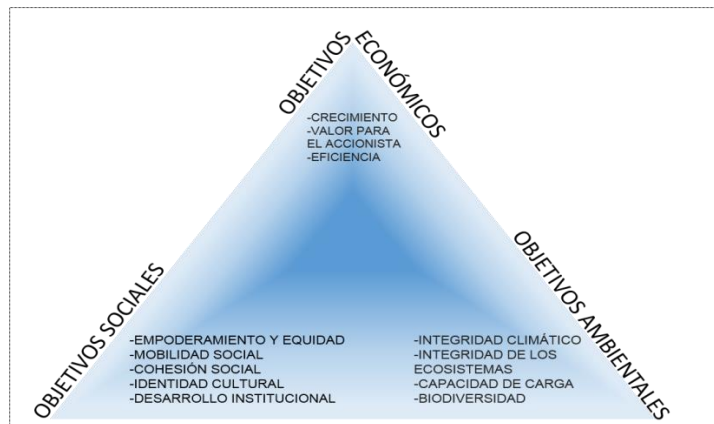 OBJETIVOS ECONÓMICOS
-CRECIMIENTO
-VALOR PARA
EL ACCIONISTA
-EFICIENCIA
OBJETIVOS SOCIALES
-EMPODERAMIENTO Y EQUIDAD
-MOBILIDAD SOCIAL
-COHESIÓN SOCIAL
-IDENTIDAD CULTURAL
-DESARROLLO INSTITUCIONAL
OBJETIVOS AMBIENTALES
-INTEGRIDAD CLIMÁTICO
-INTEGRIDAD DE LOS
ECOSISTEMAS
-CAPACIDAD DE CARGA
-BIODIVERSIDAD